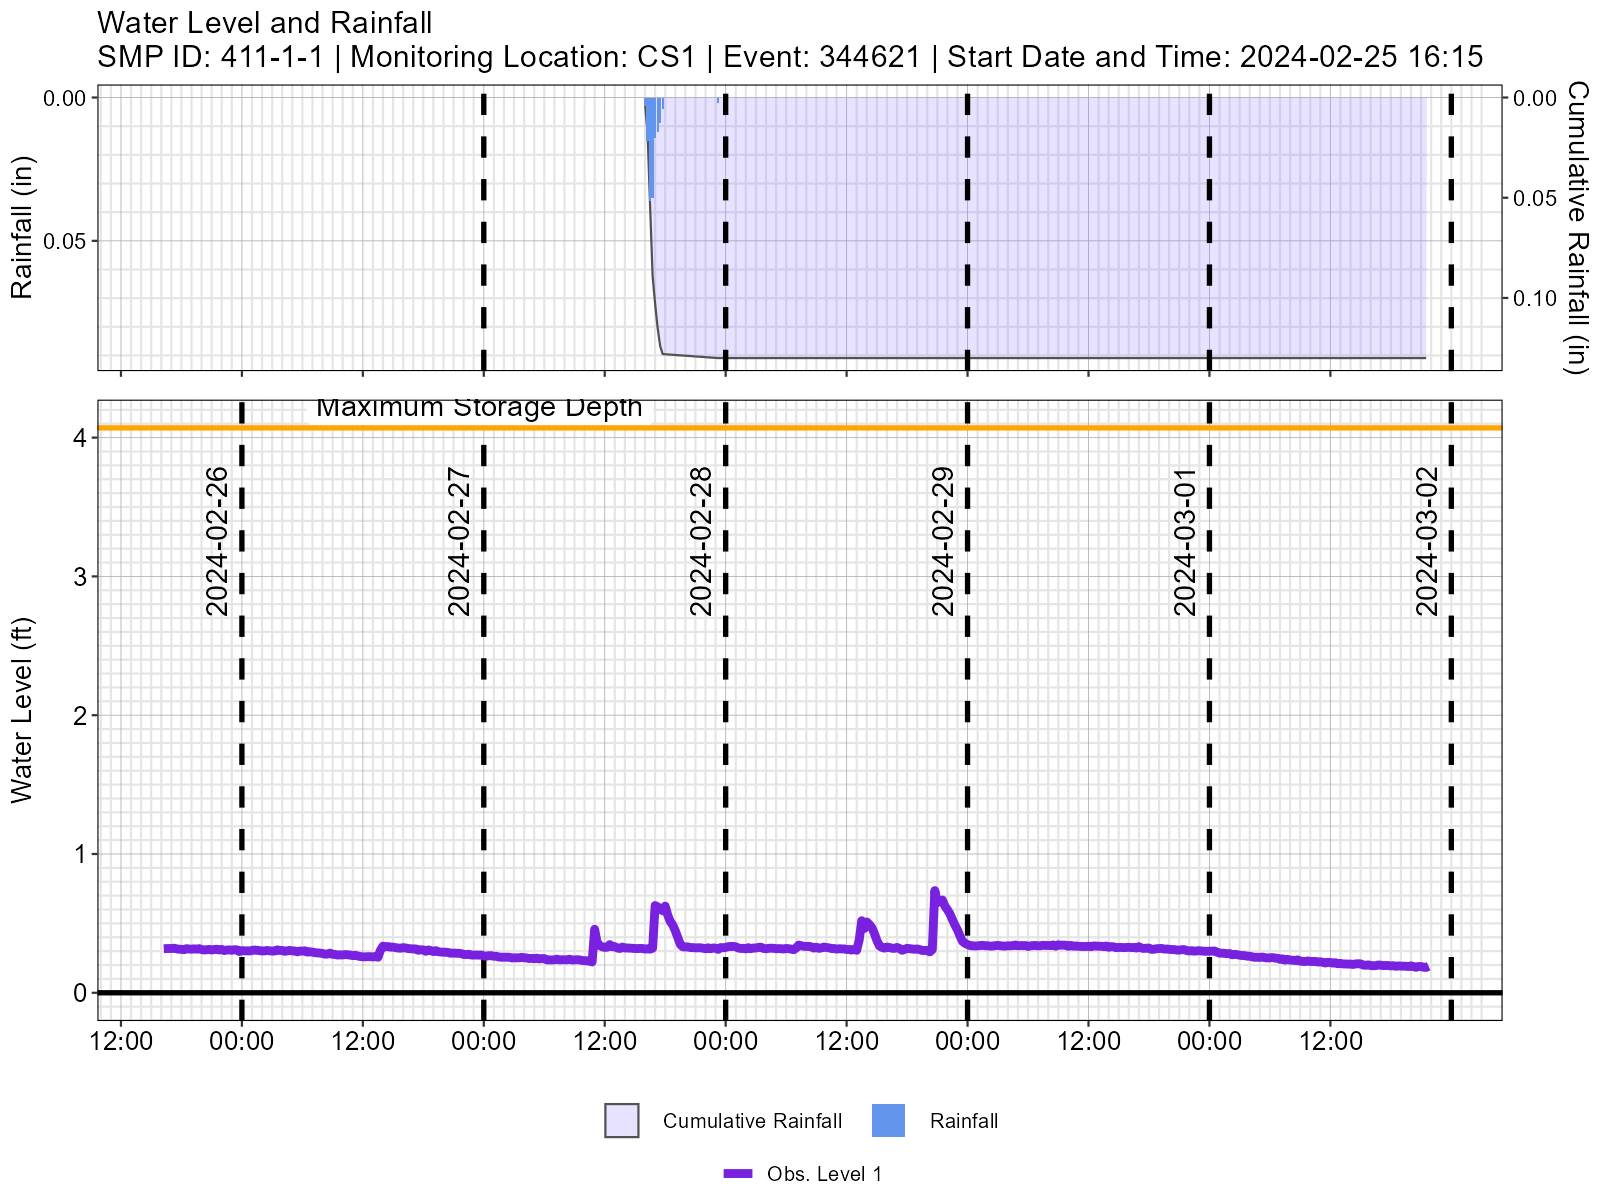 Water Level and Rainfall
SMP ID: 411-1-1 | Monitoring Location: CS1 | Event: 344621 | Start Date and Time: 2024-02-25 16:15
Rainfall (in)
0.00
0.05
0.00
0.05
0.10
Cumulative Rainfall (in)
Maximum Storage Depth
Water Level (ft)
4
3
2
1
0
2024-02-26
2024-02-27
2024-02-28
2024-02-29
2024-03-01
2024-03-02
12:00 00:00 12:00 00:00 12:00 00:00 12:00 00:00 12:00 00:00 12:00
Cumulative Rainfall Rainfall
Obs. Level 1